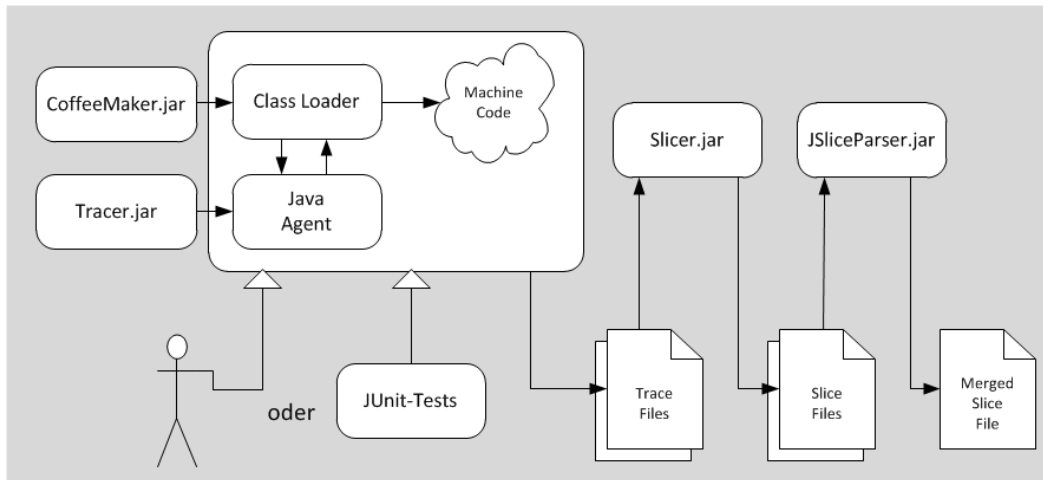 CoffeeMaker.jar
Class Loader
Machine
Code
Slicer.jar
JSliceParser.jar
Tracer.jar
Java
Agent
oder
JUnit-Tests
Trace
Files
Slice
Files
Merged
Slice
File